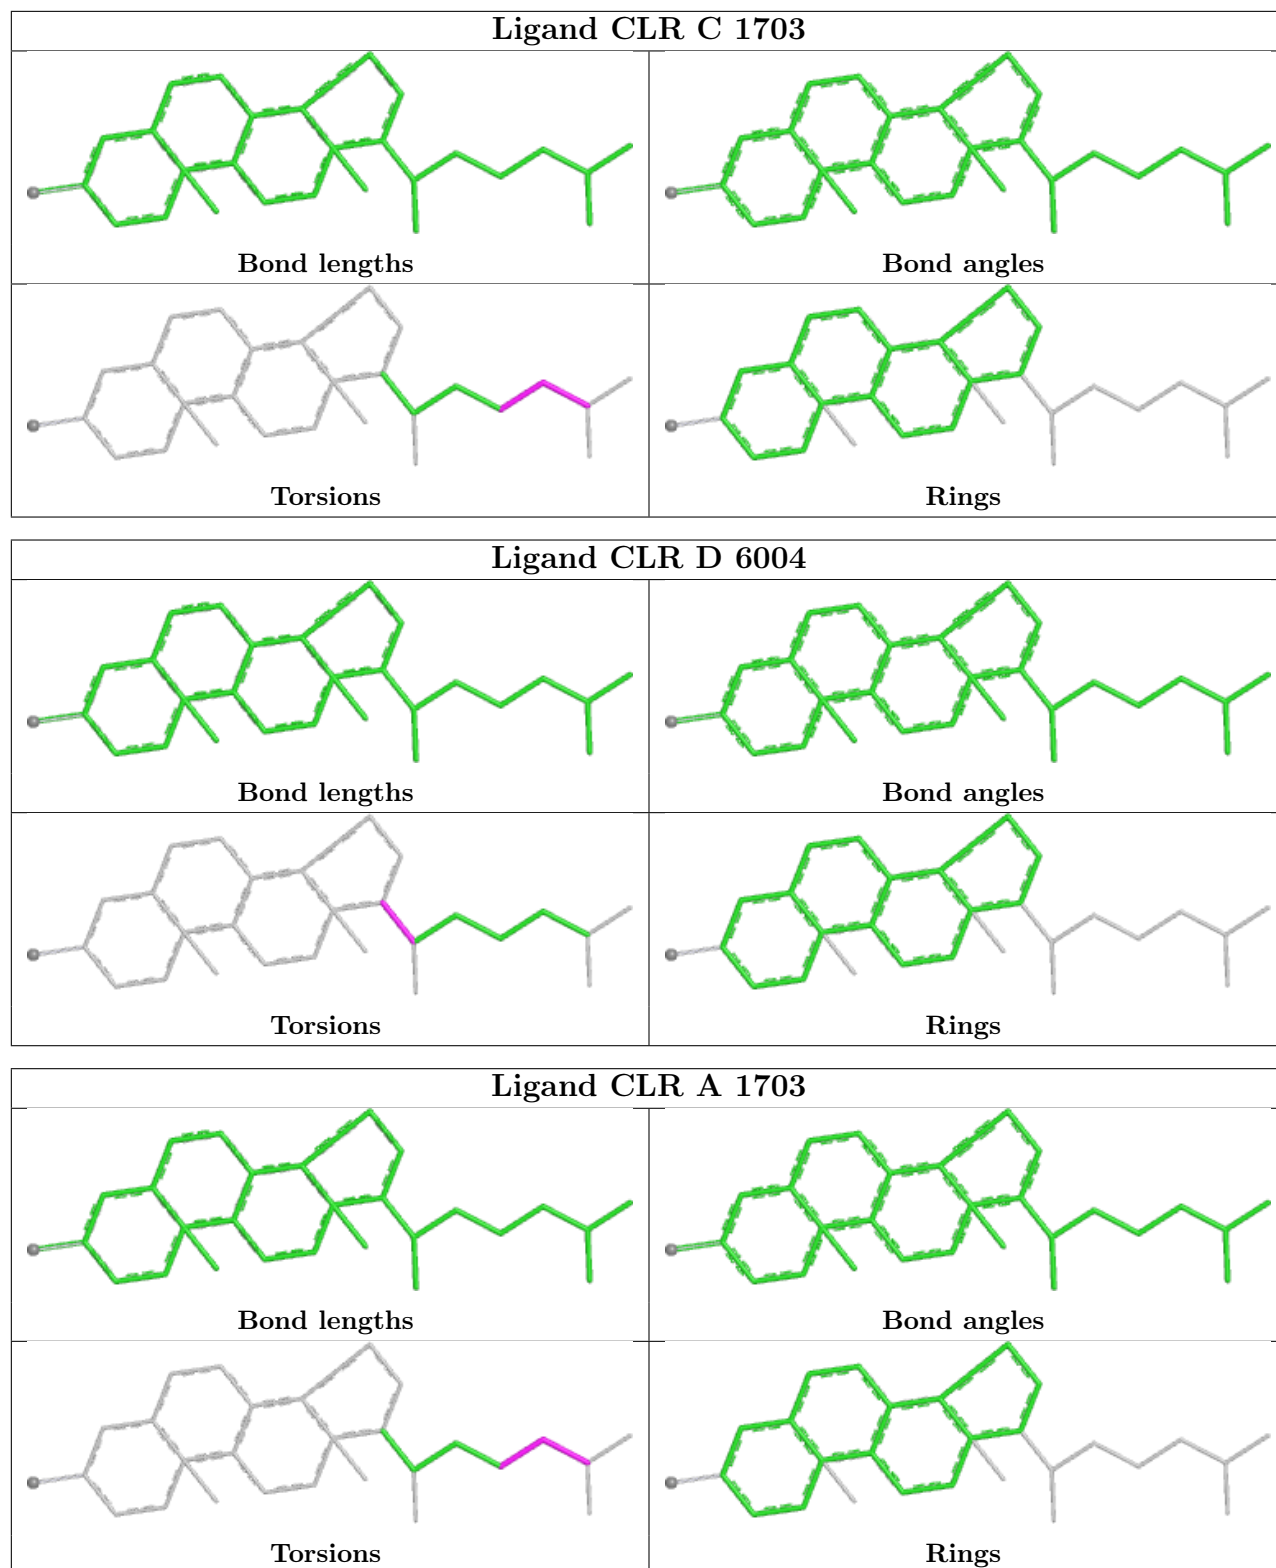 Ligand CLR C 1703
Bond lengths
Bond angles
Torsions
Rings
Ligand CLR D 6004
Bond lengths
Bond angles
Torsions
Rings
Ligand CLR A 1703
Bond lengths
Bond angles
Torsions
Rings